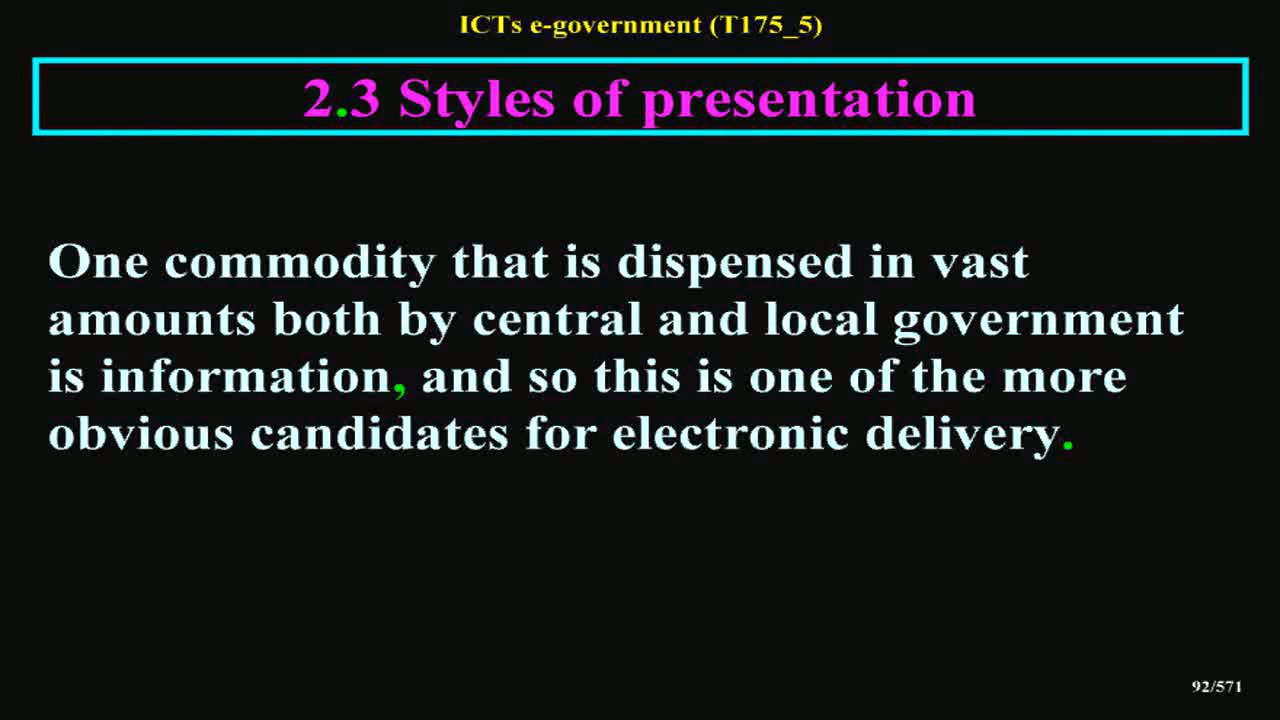 ICTs e-government (T175_5)
2.3 Styles of presentation
One commodity that is dispensed in vast
amounts both by central and local government
is information, and so this is one of the more
obvious candidates for electronic delivery.
92/571